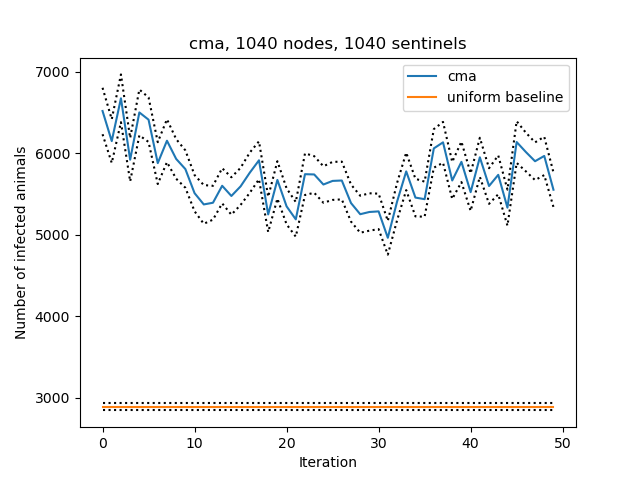 cma, 1040 nodes, 1040 sentinels
cma
uniform baseline
Number of infected animals
7000
6000
5000
4000
3000
0 10 20 30 40 50
Iteration